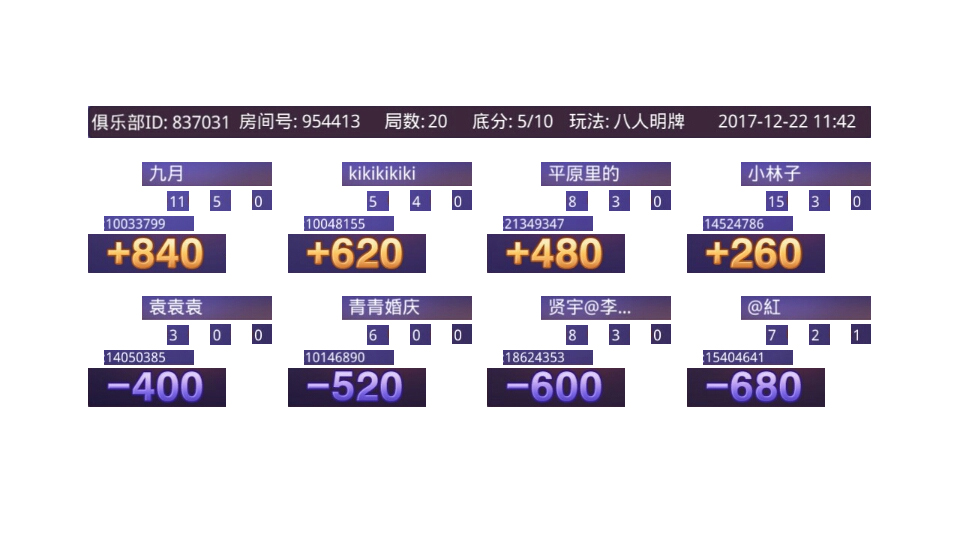 俱乐部ID: 837031 房间号: 954413 局数: 20 底分: 5/10 玩法: 八人明牌 2017-12-22 11:42
九月 kikikikiki 平原里的 小林子
11 5 0 5 4 0 8 3 0 15 3 0
10033799 10048155 21349347 14524786
+840 +620 +480 +260
袁袁袁 青青婚庆 贤宇@李... @紅
3 0 0 6 0 0 8 3 0 7 2 1
:14050385 10146890 :18624353 :15404641
-400 -520 -600 -680